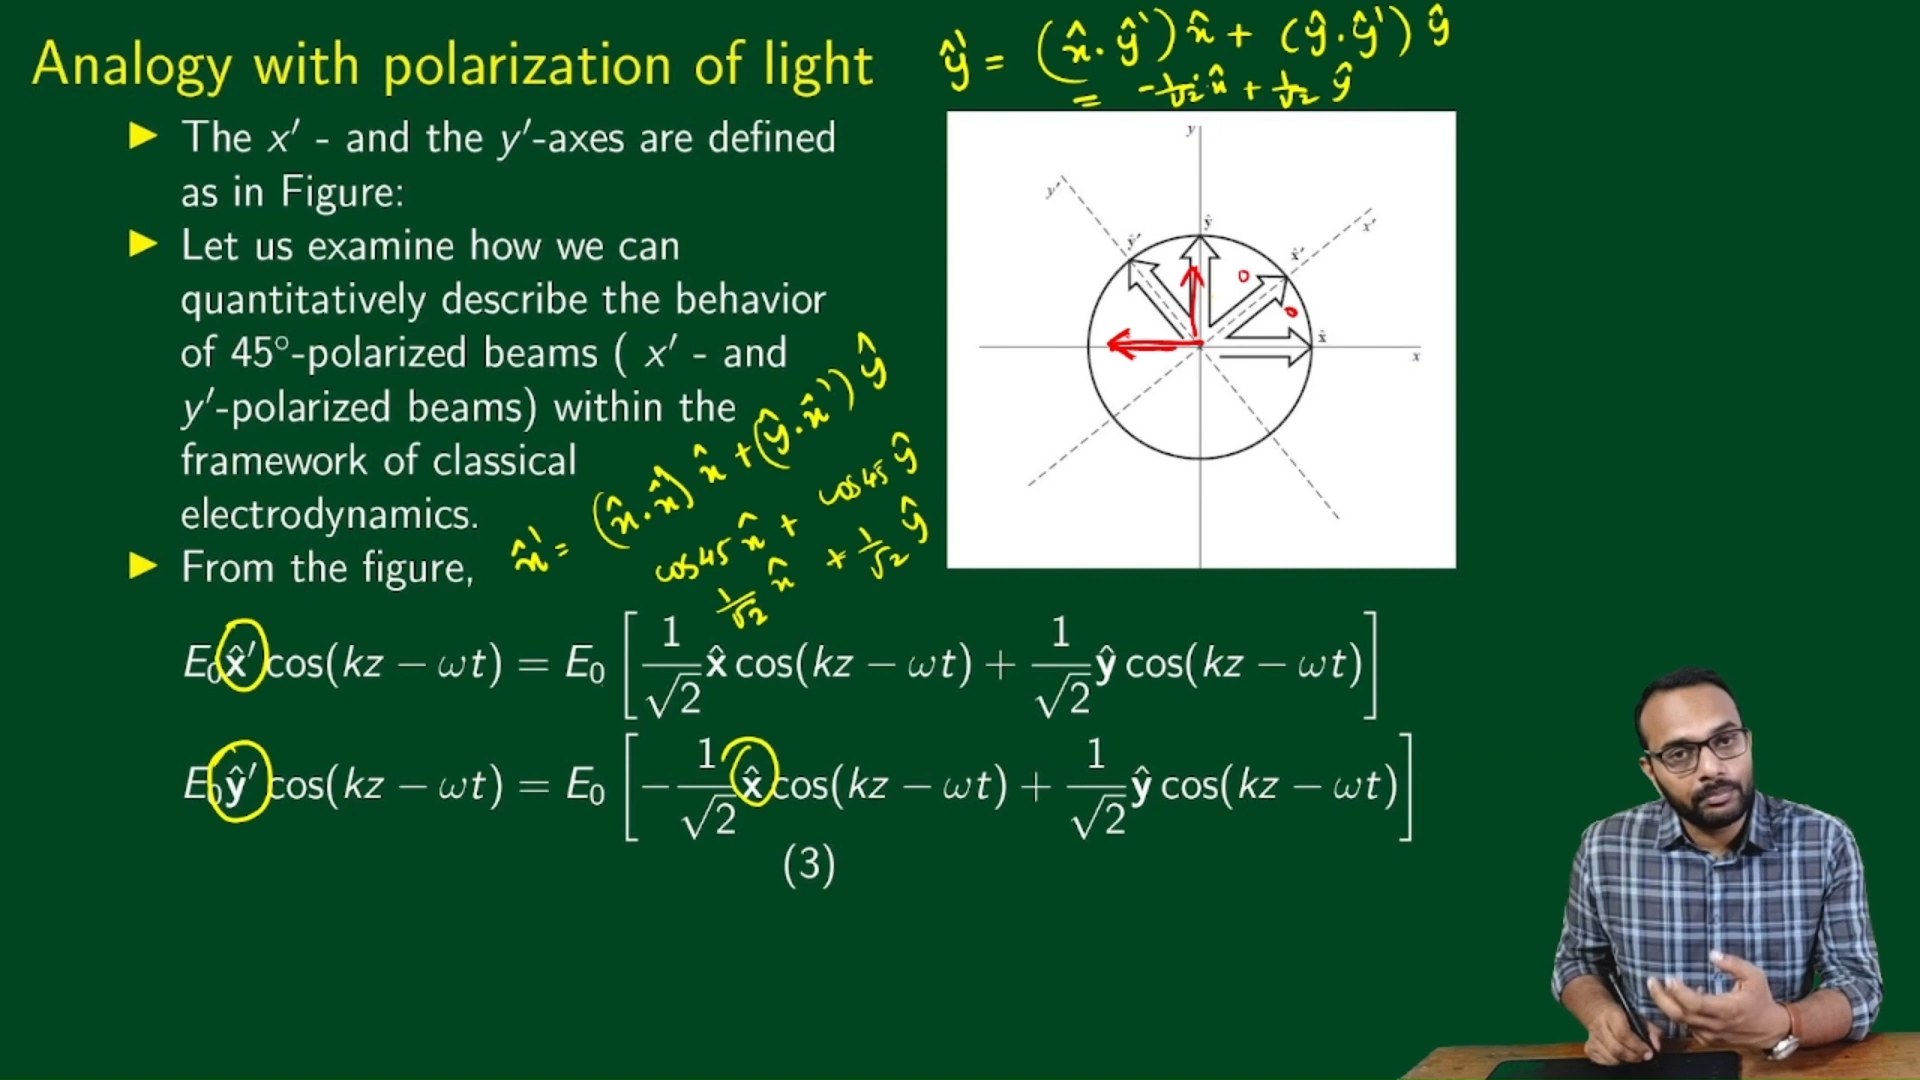 Analogy with polarization of light
ŷ' = (x̂·ŷ')x̂ + (ŷ·ŷ')ŷ
= -1/√2 x̂ + 1/√2 ŷ
▶ The x′ - and the y′-axes are defined
as in Figure:
▶ Let us examine how we can
quantitatively describe the behavior
of 45°-polarized beams ( x′ - and
y′-polarized beams) within the
framework of classical
electrodynamics.
▶ From the figure,
x̂' = (x̂·x̂')x̂ + (ŷ·x̂')ŷ
cos45 x̂ + cos45 ŷ
1/√2 x̂ + 1/√2 ŷ
y
y′
x′
ŷ
ŷ′
x̂′
x̂
x
E₀x̂′cos(kz − ωt) = E₀ [1/√2 x̂ cos(kz − ωt) + 1/√2 ŷ cos(kz − ωt)]
E₀ŷ′cos(kz − ωt) = E₀ [−1/√2 x̂ cos(kz − ωt) + 1/√2 ŷ cos(kz − ωt)]
(3)